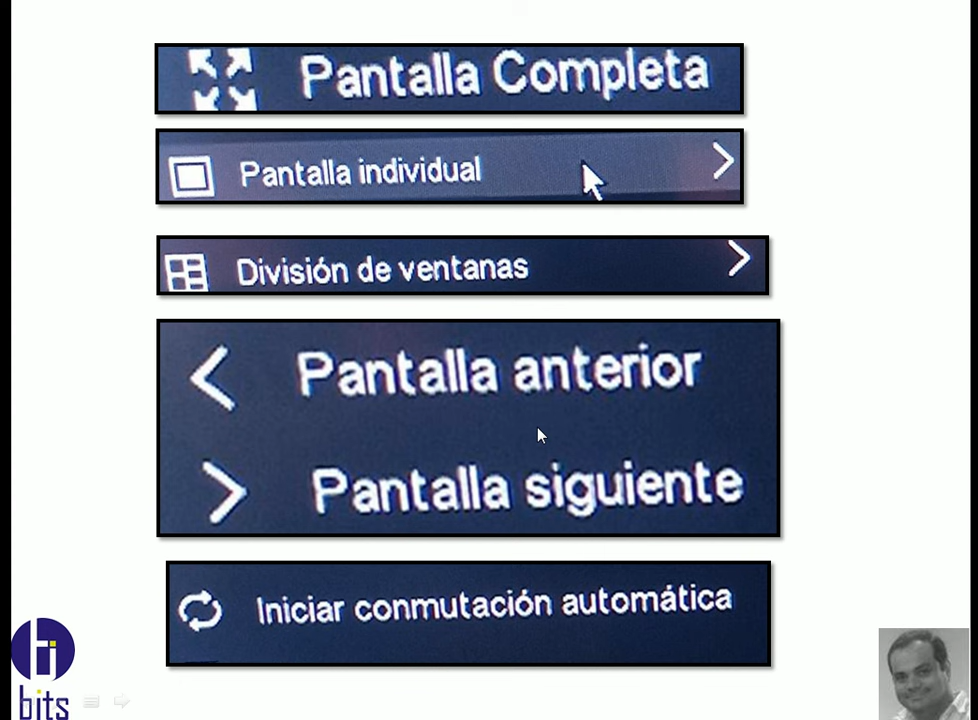 Pantalla Completa
Pantalla individual
División de ventanas
Pantalla anterior
Pantalla siguiente
Iniciar conmutación automática
bits